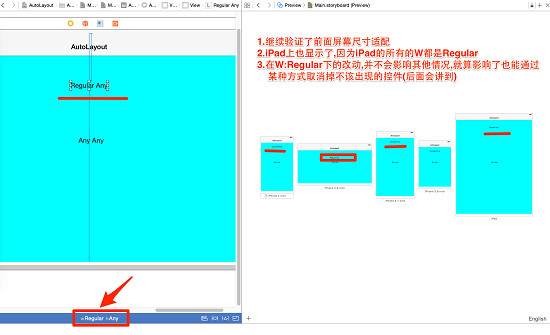 AutoLayout
M...
M...
M...
A...
V...
View
L
Regular Any
Preview
Main.storyboard (Preview)
AutoLayout
Regular Any
Any Any
wRegular hAny
1.继续验证了前面屏幕尺寸适配
2.iPad上也显示了,因为iPad的所有的W都是Regular
3.在W:Regular下的改动,并不会影响其他情况,就算影响了也能通过
某种方式取消掉不该出现的控件(后面会讲到)
iPad
English